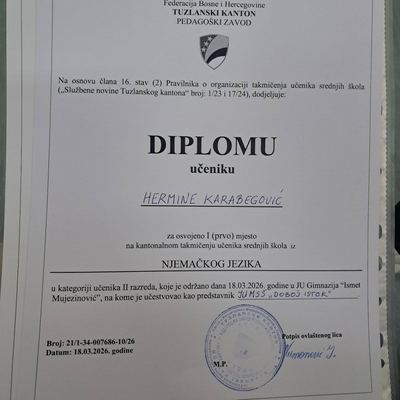 Federacija Bosne i Hercegovine
TUZLANSKI KANTON
PEDAGOŠKI ZAVOD
Na osnovu člana 16. stav (2) Pravilnika o organizaciji takmičenja učenika srednjih škola
(„Službene novine Tuzlanskog kantona“ broj: 1/23 i 17/24), dodjeljuje:
DIPLOMU
učeniku
HERMINE KARABEGOVIĆ
za osvojeno I (prvo) mjesto
na kantonalnom takmičenju učenika srednjih škola iz
NJEMAČKOG JEZIKA
u kategoriji učenika II razreda, koje je održano dana 18.03.2026. godine u JU Gimnazija “Ismet
Mujezinović”, na kome je učestvovao kao predstavnik JUMSŠ „DOBOJ ISTOK“
Broj: 21/1-34-007686-10/26
Datum: 18.03.2026. godine
M.P.
Potpis ovlaštenog lica